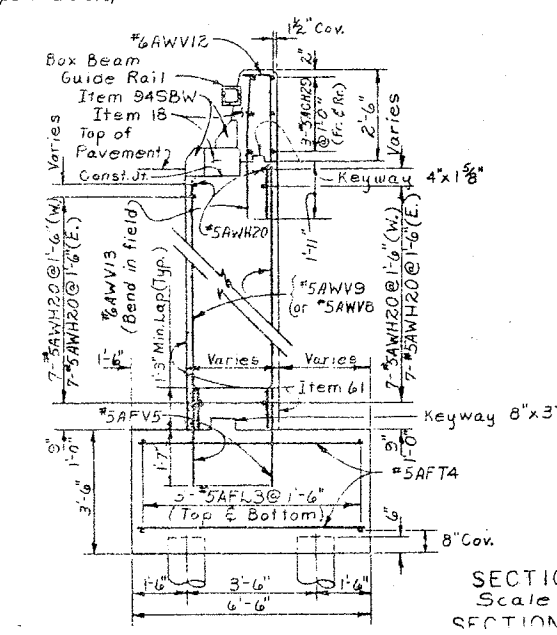 1½" Cov.
#6AWV12
2"
Box Beam
Guide Rail
Item 94SBW
Item 18
Top of
Pavement
Const. Jt.
Varies
3-#5ACH29
@ 1'-0"
(Fr. & Rr.)
2'-6"
Varies
Keyway 4"x1⅝"
#5AWH20
1'-11"
7-#5AWH20@1'-6"(W.)
7-#5AWH20@1'-6"(E.)
#6AWV13
(Bend in field)
#5AWV9
(or #5AWV8
7-#5AWH20@1'-6"(W.)
7-#5AWH20@1'-6"(E.)
1'-3" Min. Lap (Typ.)
1'-6"
Varies
Varies
Item 61
#5AFV5
Keyway 8"x3"
9"
1'-0"
3'-6"
1'-7"
9"
1'-0"
#5AFT4
#5AFL3@1'-6"
(Top & Bottom)
6"
8" Cov.
1'-6"
3'-6"
1'-6"
6'-6"
SECTIO
Scale
SECTION